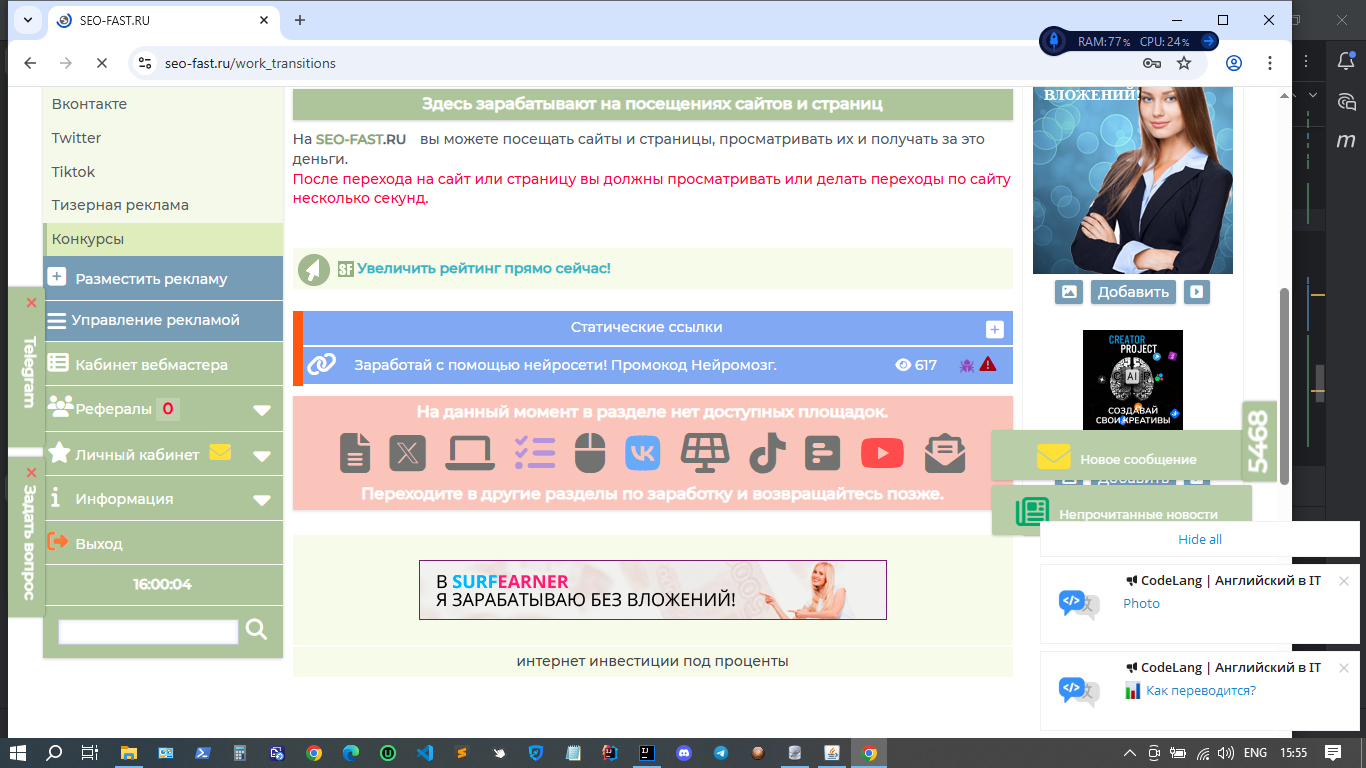 SEO-FAST.RU
RAM: 77% CPU: 24%
seo-fast.ru/work_transitions
Вконтакте
Twitter
Tiktok
Тизерная реклама
Конкурсы
Разместить рекламу
Управление рекламой
Кабинет вебмастера
Рефералы 0
Личный кабинет
Информация
Выход
16:00:04
Telegram
Задать вопрос
Здесь зарабатывают на посещениях сайтов и страниц
На SEO-FAST.RU вы можете посещать сайты и страницы, просматривать их и получать за это
деньги.
После перехода на сайт или страницу вы должны просматривать или делать переходы по сайту
несколько секунд.
SF Увеличить рейтинг прямо сейчас!
Статические ссылки
Заработай с помощью нейросети! Промокод Нейромозг. 617
На данный момент в разделе нет доступных площадок.
Переходите в другие разделы по заработку и возвращайтесь позже.
В SURFEARNER
Я ЗАРАБАТЫВАЮ БЕЗ ВЛОЖЕНИЙ!
интернет инвестиции под проценты
ВЛОЖЕНИЙ!
Добавить
CREATOR
PROJECT
AI
СОЗДАВАЙ
СВОИ КРЕАТИВЫ
5468
Новое сообщение
Добавить
Непрочитанные новости
Hide all
CodeLang | Английский в IT
Photo
CodeLang | Английский в IT
Как переводится?
ENG 15:55